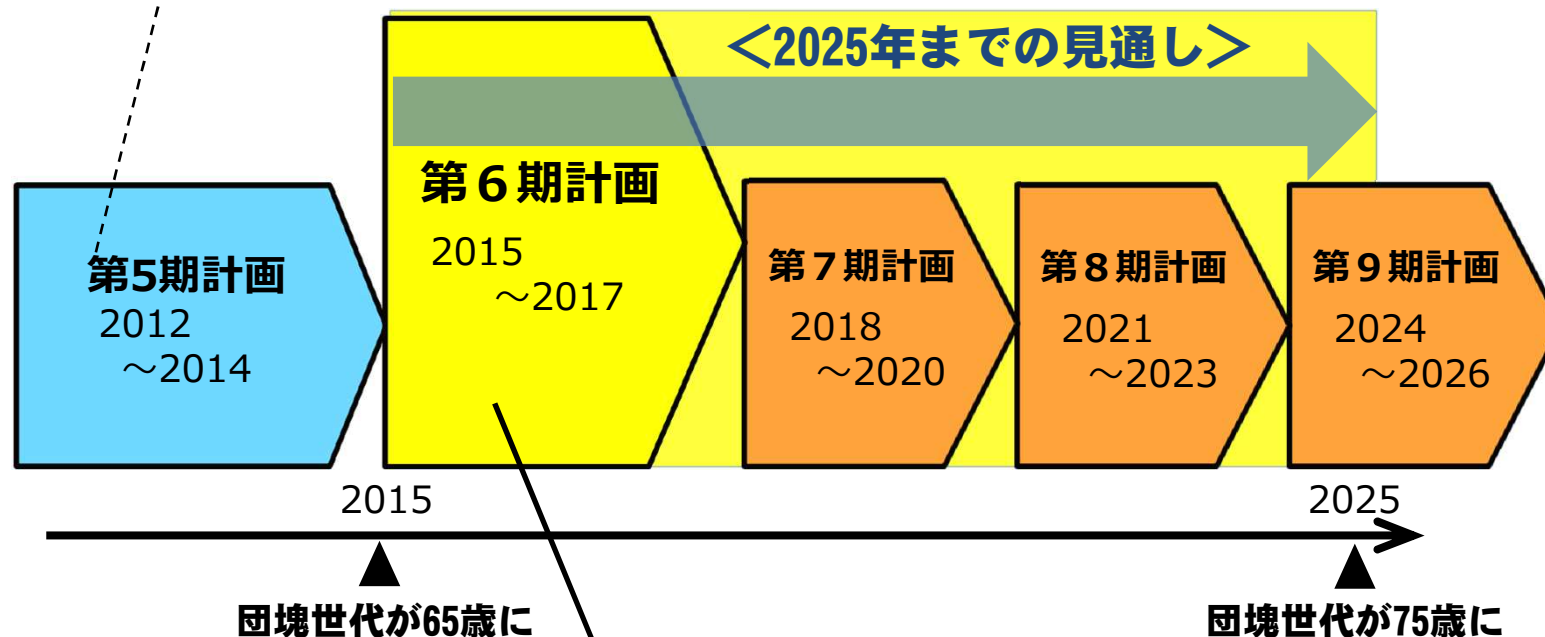 ＜2025年までの見通し＞
第5期計画
2012
～2014
第６期計画
2015
～2017
第７期計画
2018
～2020
第８期計画
2021
～2023
第９期計画
2024
～2026
2015
2025
団塊世代が65歳に
団塊世代が75歳に